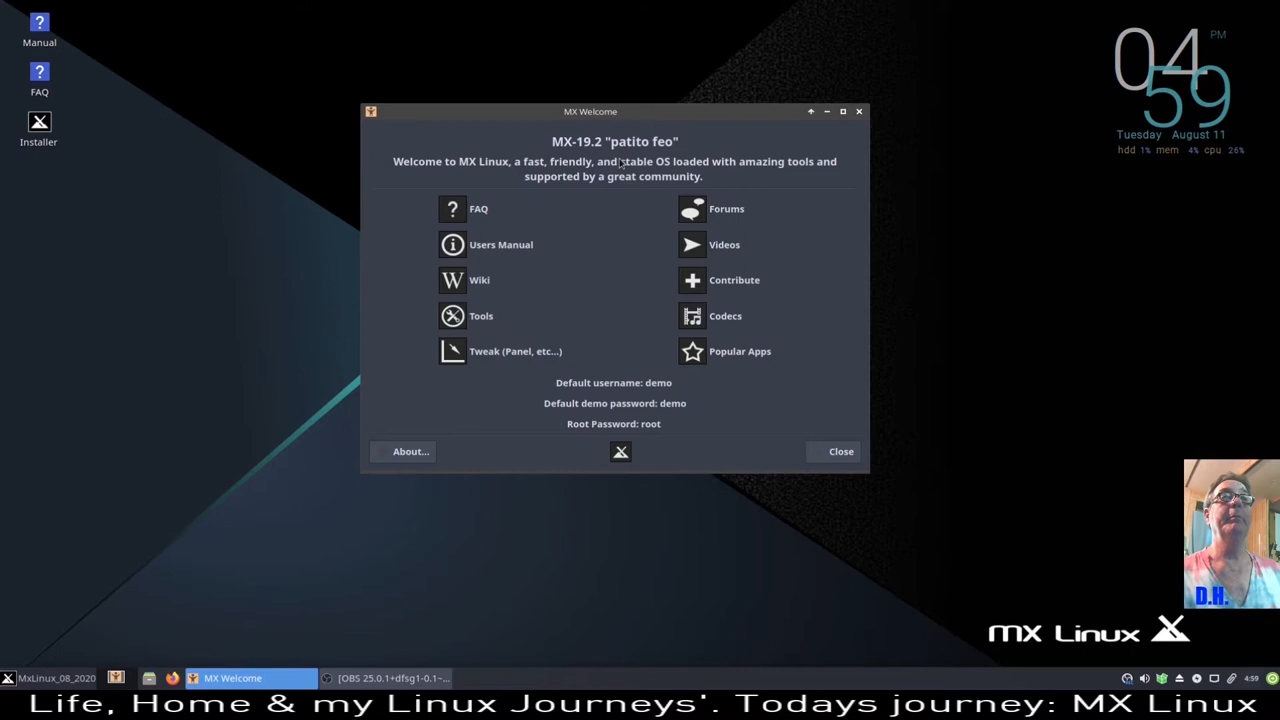 Manual
FAQ
Installer
04 PM
59
Tuesday August 11
hdd 1% mem 4% cpu 26%
MX Welcome
MX-19.2 "patito feo"
Welcome to MX Linux, a fast, friendly, and stable OS loaded with amazing tools and
supported by a great community.
? FAQ
Forums
Users Manual
Videos
W Wiki
Contribute
Tools
Codecs
Tweak (Panel, etc...)
Popular Apps
Default username: demo
Default demo password: demo
Root Password: root
About...
Close
D.H.
MX Linux
MxLinux_08_2020
MX Welcome
[OBS 25.0.1+dfsg1-0.1~...
4:59
Life, Home & my Linux Journeys'. Todays journey: MX Linux